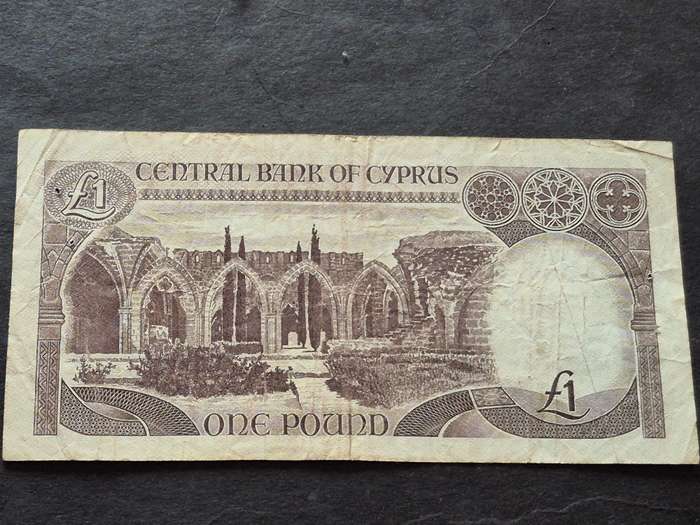 CENTRAL BANK OF CYPRUS
£1
£1
ONE POUND